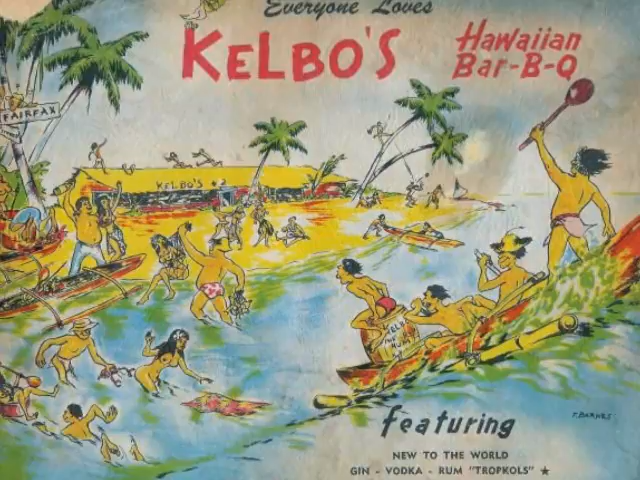 Everyone Loves
KELBO'S
Hawaiian
Bar-B-Q
FAIRFAX
KELBO'S
featuring
T. BARNES
NEW TO THE WORLD
GIN - VODKA - RUM "TROPKOLS" ★